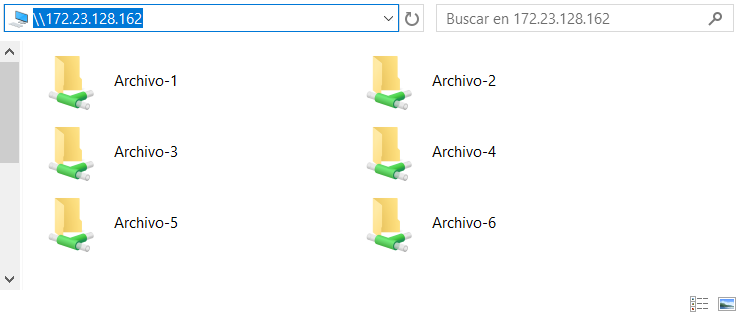 \\172.23.128.162
Buscar en 172.23.128.162
Archivo-1
Archivo-2
Archivo-3
Archivo-4
Archivo-5
Archivo-6